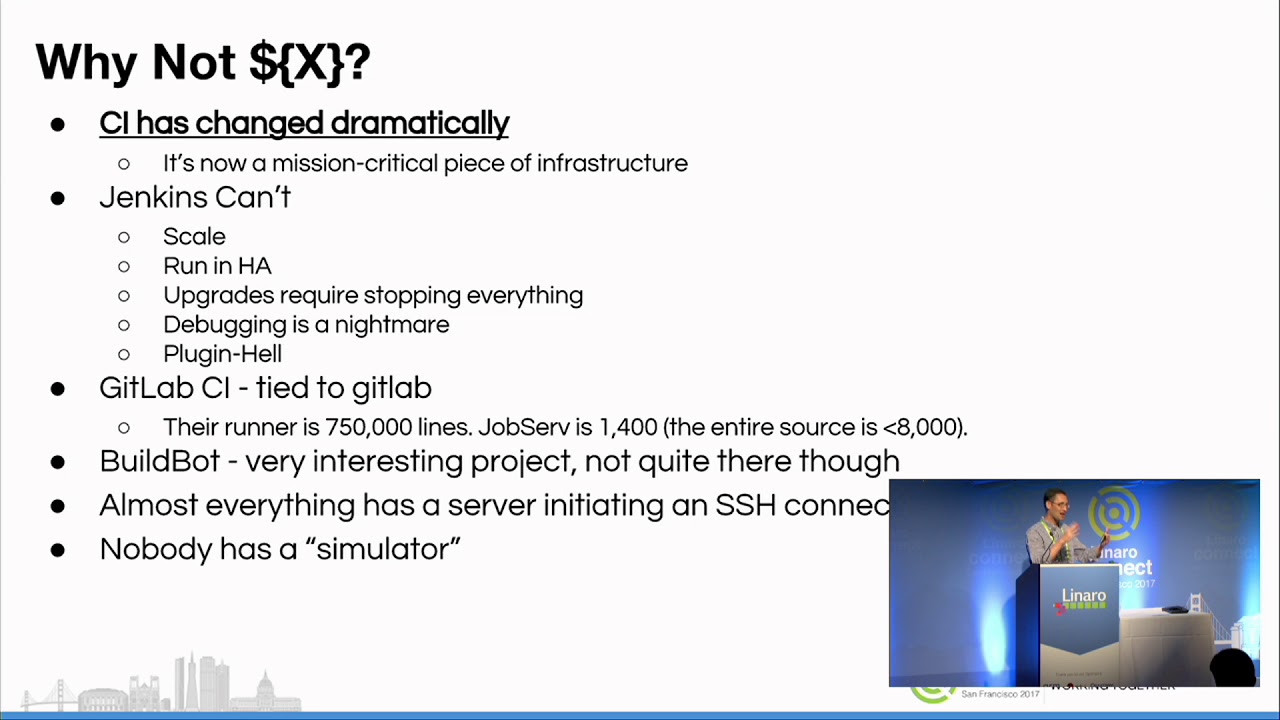 Why Not ${X}?
● CI has changed dramatically
○ It's now a mission-critical piece of infrastructure
● Jenkins Can't
○ Scale
○ Run in HA
○ Upgrades require stopping everything
○ Debugging is a nightmare
○ Plugin-Hell
● GitLab CI - tied to gitlab
○ Their runner is 750,000 lines. JobServ is 1,400 (the entire source is <8,000).
● BuildBot - very interesting project, not quite there though
● Almost everything has a server initiating an SSH connec
● Nobody has a “simulator”
Linaro
connect
Linaro
San Francisco 2017
WORKING TOGETHER